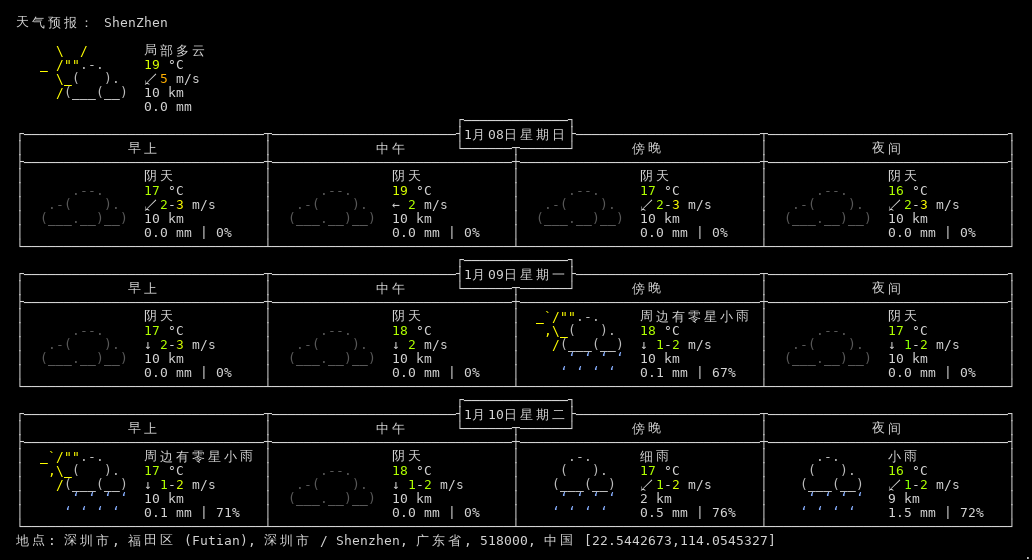 天气预报： ShenZhen
局部多云
19 °C
↙5 m/s
10 km
0.0 mm
1月08日星期日
早上 中午 傍晚 夜间
阴天 阴天 阴天 阴天
17 °C 19 °C 17 °C 16 °C
↙2-3 m/s ← 2 m/s ↙2-3 m/s ↙2-3 m/s
10 km 10 km 10 km 10 km
0.0 mm | 0% 0.0 mm | 0% 0.0 mm | 0% 0.0 mm | 0%
1月09日星期一
早上 中午 傍晚 夜间
阴天 阴天 周边有零星小雨 阴天
17 °C 18 °C 18 °C 17 °C
↓ 2-3 m/s ↓ 2 m/s ↓ 1-2 m/s ↓ 1-2 m/s
10 km 10 km 10 km 10 km
0.0 mm | 0% 0.0 mm | 0% 0.1 mm | 67% 0.0 mm | 0%
1月10日星期二
早上 中午 傍晚 夜间
周边有零星小雨 阴天 细雨 小雨
17 °C 18 °C 17 °C 16 °C
↓ 1-2 m/s ↓ 1-2 m/s ↙1-2 m/s ↙1-2 m/s
10 km 10 km 2 km 9 km
0.1 mm | 71% 0.0 mm | 0% 0.5 mm | 76% 1.5 mm | 72%
地点: 深圳市, 福田区 (Futian), 深圳市 / Shenzhen, 广东省, 518000, 中国 [22.5442673,114.0545327]